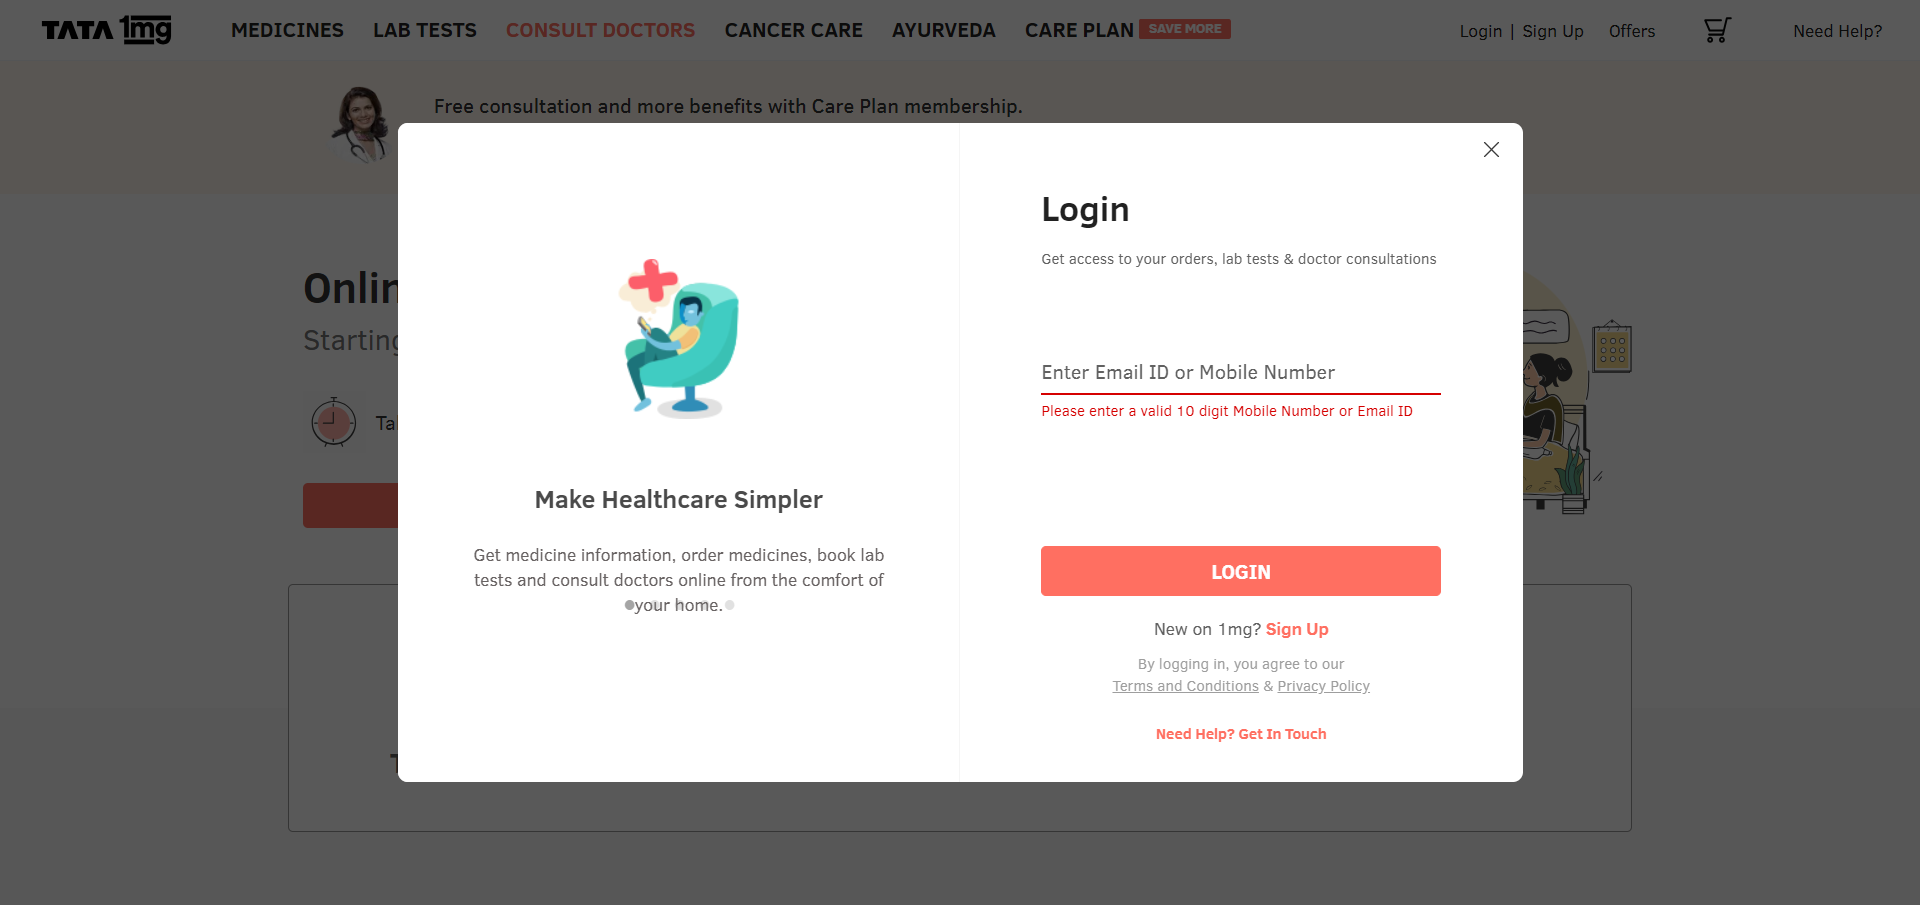 TATA 1mg
MEDICINES LAB TESTS CONSULT DOCTORS CANCER CARE AYURVEDA CARE PLAN SAVE MORE
Login | Sign Up Offers Need Help?
Free consultation and more benefits with Care Plan membership.
Onlin
Starting
Ta
Login
Get access to your orders, lab tests & doctor consultations
Enter Email ID or Mobile Number
Please enter a valid 10 digit Mobile Number or Email ID
Make Healthcare Simpler
Get medicine information, order medicines, book lab
tests and consult doctors online from the comfort of
your home.
LOGIN
New on 1mg? Sign Up
By logging in, you agree to our
Terms and Conditions & Privacy Policy
Need Help? Get In Touch